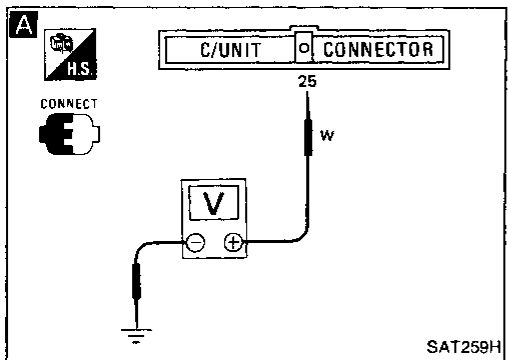 A
H.S.
CONNECT
C/UNIT O CONNECTOR
25
W
V
SAT259H